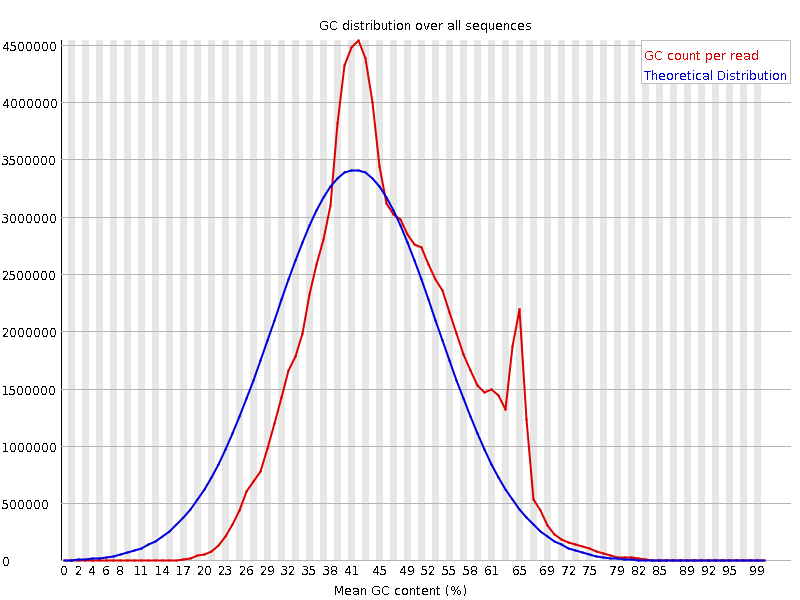 GC distribution over all sequences
GC count per read
Theoretical Distribution
4500000
4000000
3500000
3000000
2500000
2000000
1500000
1000000
500000
0
0 2 4 6 8 11 14 17 20 23 26 29 32 35 38 41 45 49 52 55 58 61 65 69 72 75 79 82 85 89 92 95 99
Mean GC content (%)